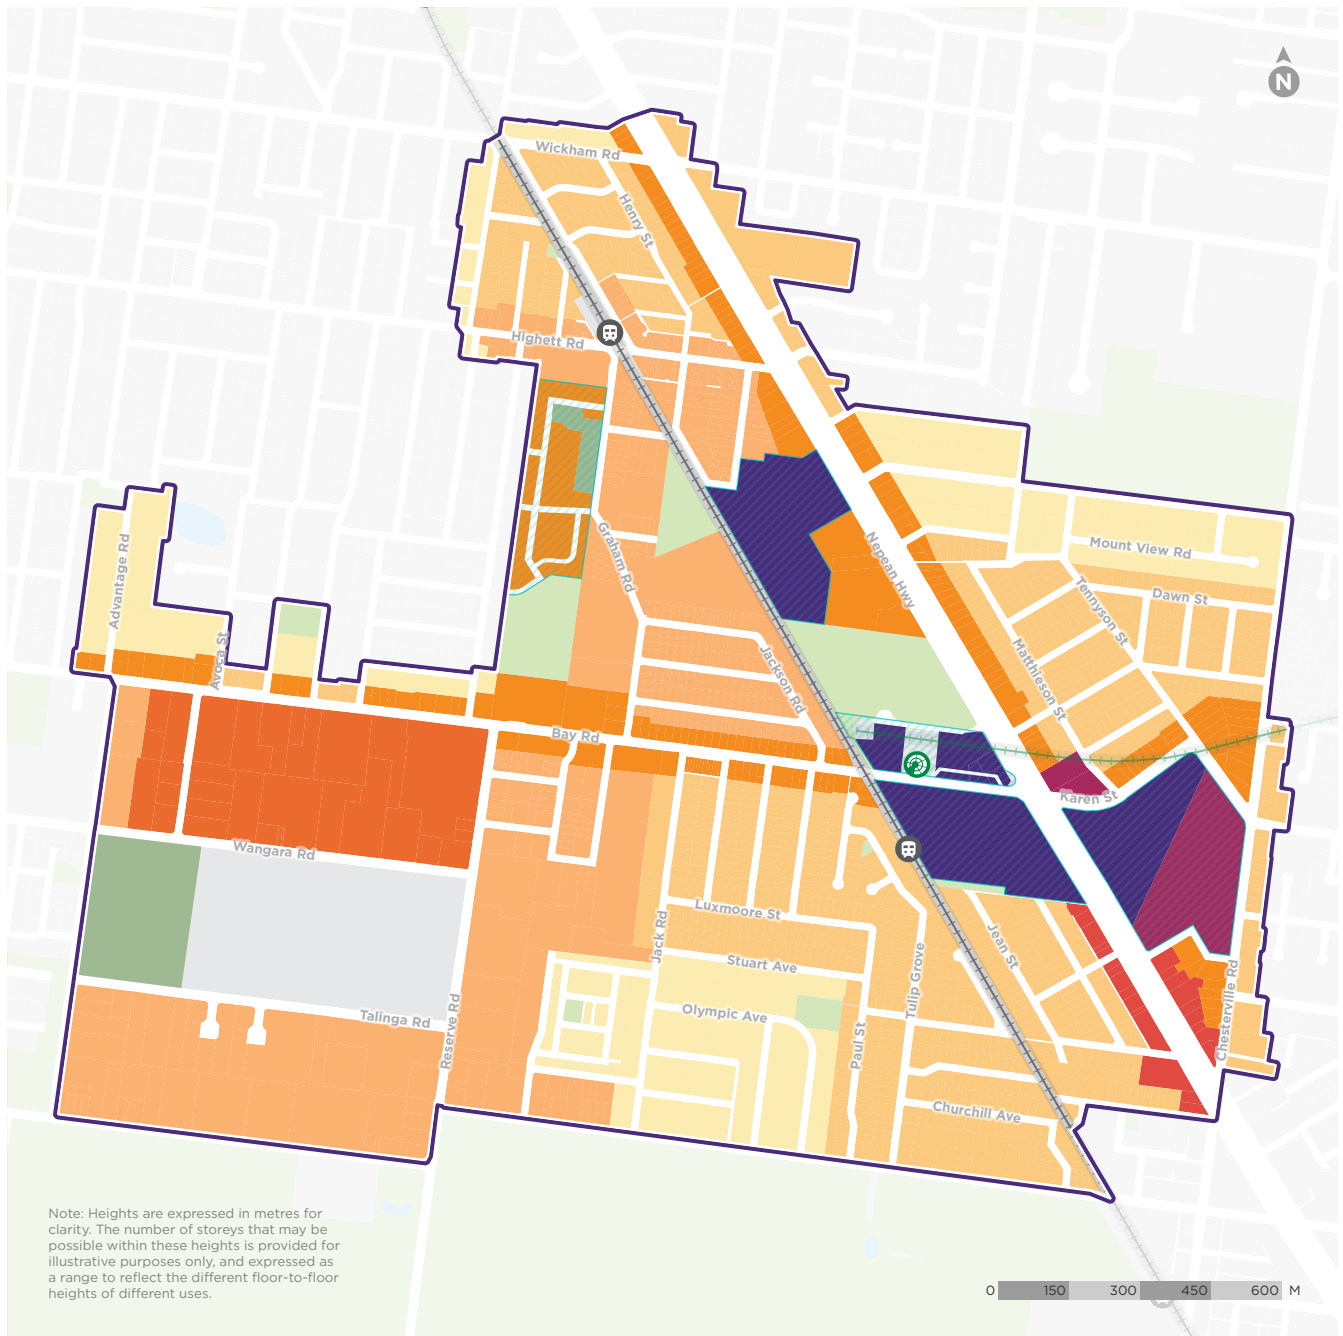 N
Wickham Rd
Henry St
Highett Rd
Graham Rd
Nepean Hwy
Mount View Rd
Dawn St
Tennyson St
Matthieson St
Advantage Rd
Avoca St
Jackson Rd
Bay Rd
Karen St
Wangara Rd
Luxmoore St
Jack Rd
Stuart Ave
Jean St
Tulip Grove
Olympic Ave
Chesterville Rd
Talinga Rd
Reserve Rd
Paul St
Churchill Ave
Note: Heights are expressed in metres for
clarity. The number of storeys that may be
possible within these heights is provided for
illustrative purposes only, and expressed as
a range to reflect the different floor-to-floor
heights of different uses.
0 150 300 450 600 M